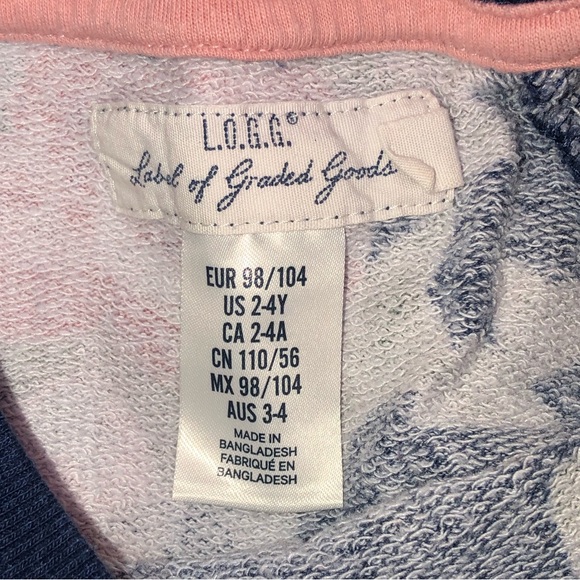 L.O.G.G.®
Label of Graded Goods
EUR 98/104
US 2-4Y
CA 2-4A
CN 110/56
MX 98/104
AUS 3-4
MADE IN
BANGLADESH
FABRIQUÉ EN
BANGLADESH